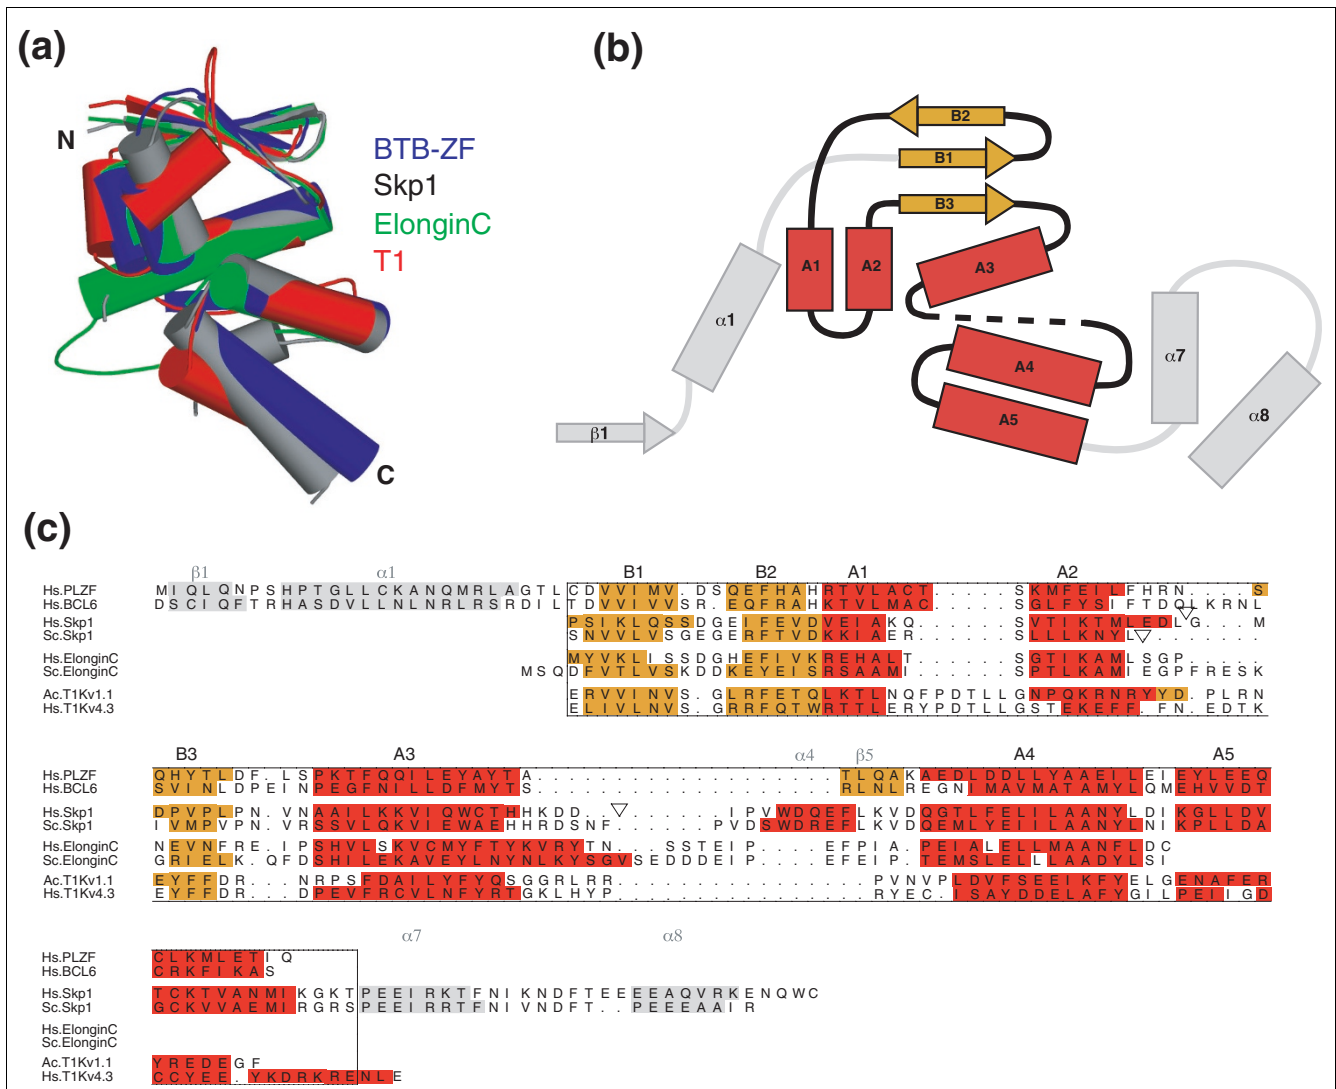 (a)
N
BTB-ZF
Skp1
ElonginC
T1
C
(b)
B2
B1
B3
A1
A2
A3
α1
A4
A5
α7
α8
β1
(c)
β1 α1 B1 B2 A1 A2
Hs.PLZF M I Q L Q N P S H P T G L L C K A N Q M R L A G T L C D V V I M V . D S Q E F H A H R T V L A C T . . . . . S K M F E I L F H R N . . . . S
Hs.BCL6 D S C I Q F T R H A S D V L L N L N R L R S R D I L T D V V I V V S R . E Q F R A H K T V L M A C . . . . . S G L F Y S I F T D Q L K R N L
Hs.Skp1 P S I K L Q S S D G E I F E V D V E I A K Q . . . . . S V T I K T M L E D L G . . . M
Sc.Skp1 S N V V L V S G E G E R F T V D K K I A E R . . . . . S L L L K N Y L . . . . . . .
Hs.ElonginC M Y V K L I S S D G H E F I V K R E H A L T . . . . . . S G T I K A M L S G P . . . . .
Sc.ElonginC M S Q D F V T L V S K D D K E Y E I S R S A A M I . . . . . . P T L K A M I E G P F R E S K
Ac.T1Kv1.1 E R V V I N V S . G L R F E T Q L K T L N Q F P D T L L G N P Q K R N R Y Y D . P L R N
Hs.T1Kv4.3 E L I V L N V S . G R R F Q T W R T T L E R Y P D T L L G S T E K E F F . F N . E D T K
B3 A3 α4 β5 A4 A5
Hs.PLZF Q H Y T L D F . L S P K T F Q Q I L E Y A Y T A . . . . . . . . . . . . . . . . . . . T L Q A K A E D L D D L L Y A A E I L E I E Y L E E Q
Hs.BCL6 S V I N L D P E I N P E G F N I L L D F M Y T S . . . . . . . . . . . . . . . . . . . R L N L R E G N I M A V M A T A M Y L Q M E H V V D T
Hs.Skp1 D P V P L P N . V N A A I L K K V I Q W C T H H K D D . . . . . . . . I P V W D Q E F L K V D Q G T L F E L I L A A N Y L D I K G L L D V
Sc.Skp1 I V M P V P N . V R S S V L Q K V I E W A E H H R D S N F . . . . . . P V D S W D R E F L K V D Q E M L Y E I I L A A N Y L N I K P L L D A
Hs.ElonginC N E V N F R E . I P S H V L S K V C M Y F T Y K V R Y T N . . . S S T E I P . . . . E F P I A . P E I A L E L L M A A N F L D C
Sc.ElonginC G R I E L K . Q F D S H I L E K A V E Y L N Y N L K Y S G V S E D D D E I P . . . . E F E I P . T E M S L E L L L A A D Y L S I
Ac.T1Kv1.1 E Y F F D R . . . N R P S F D A I L Y F Y Q S G G R L R R . . . . . . . . . . . . . . . . P V N V P L D V F S E E I K F Y E L G E N A F E R
Hs.T1Kv4.3 E Y F F D R . . . D P E V F R C V L N F Y R T G K L H Y P . . . . . . . . . . . . . . . . R Y E C . I S A Y D D E L A F Y G I L P E I I G D
α7 α8
Hs.PLZF C L K M L E T I Q
Hs.BCL6 C R K F I K A S
Hs.Skp1 T C K T V A N M I K G K T P E E I R K T F N I K N D F T E E E E A Q V R K E N Q W C
Sc.Skp1 G C K V V A E M I R G R S P E E I R R T F N I V N D F T . . P E E E A A I R
Hs.ElonginC
Sc.ElonginC
Ac.T1Kv1.1 Y R E D E G F
Hs.T1Kv4.3 C C Y E E . Y K D R K R E N L E